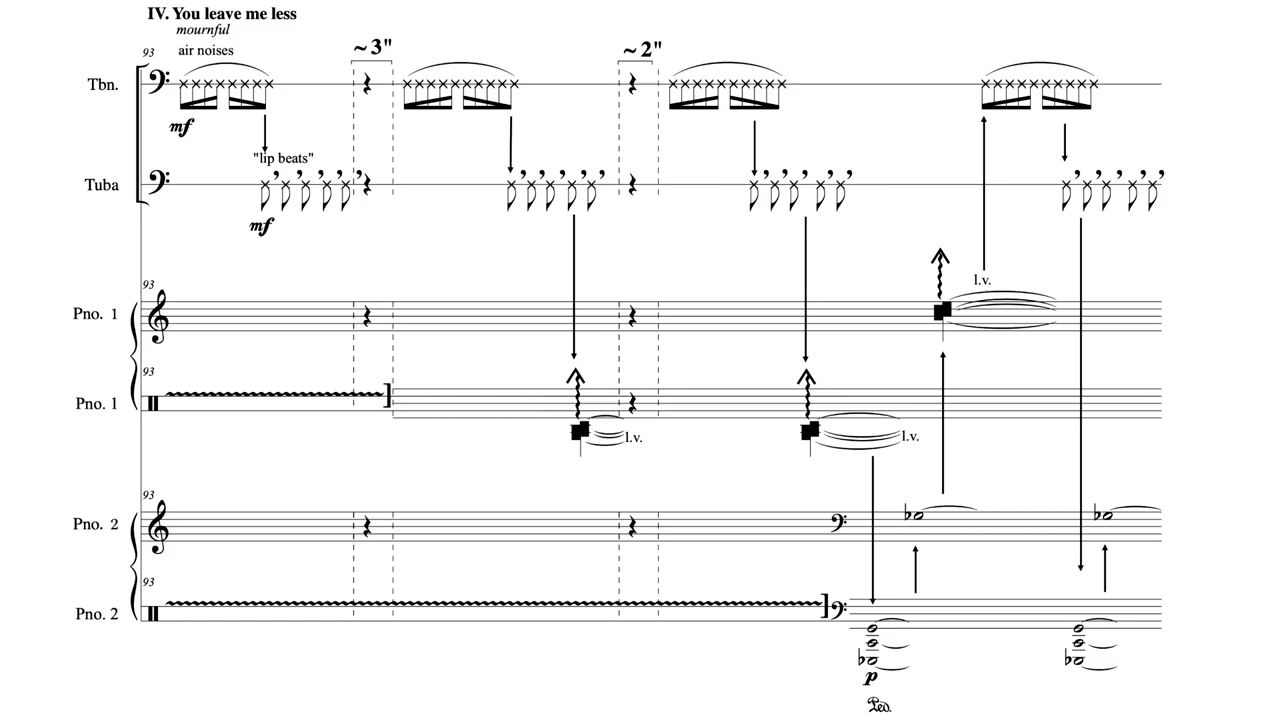 IV. You leave me less
mournful
air noises
93
~3"
~2"
Tbn.
mf
"lip beats"
Tuba
mf
93
l.v.
Pno. 1
93
Pno. 1
l.v.
l.v.
93
Pno. 2
93
Pno. 2
p
Ped.